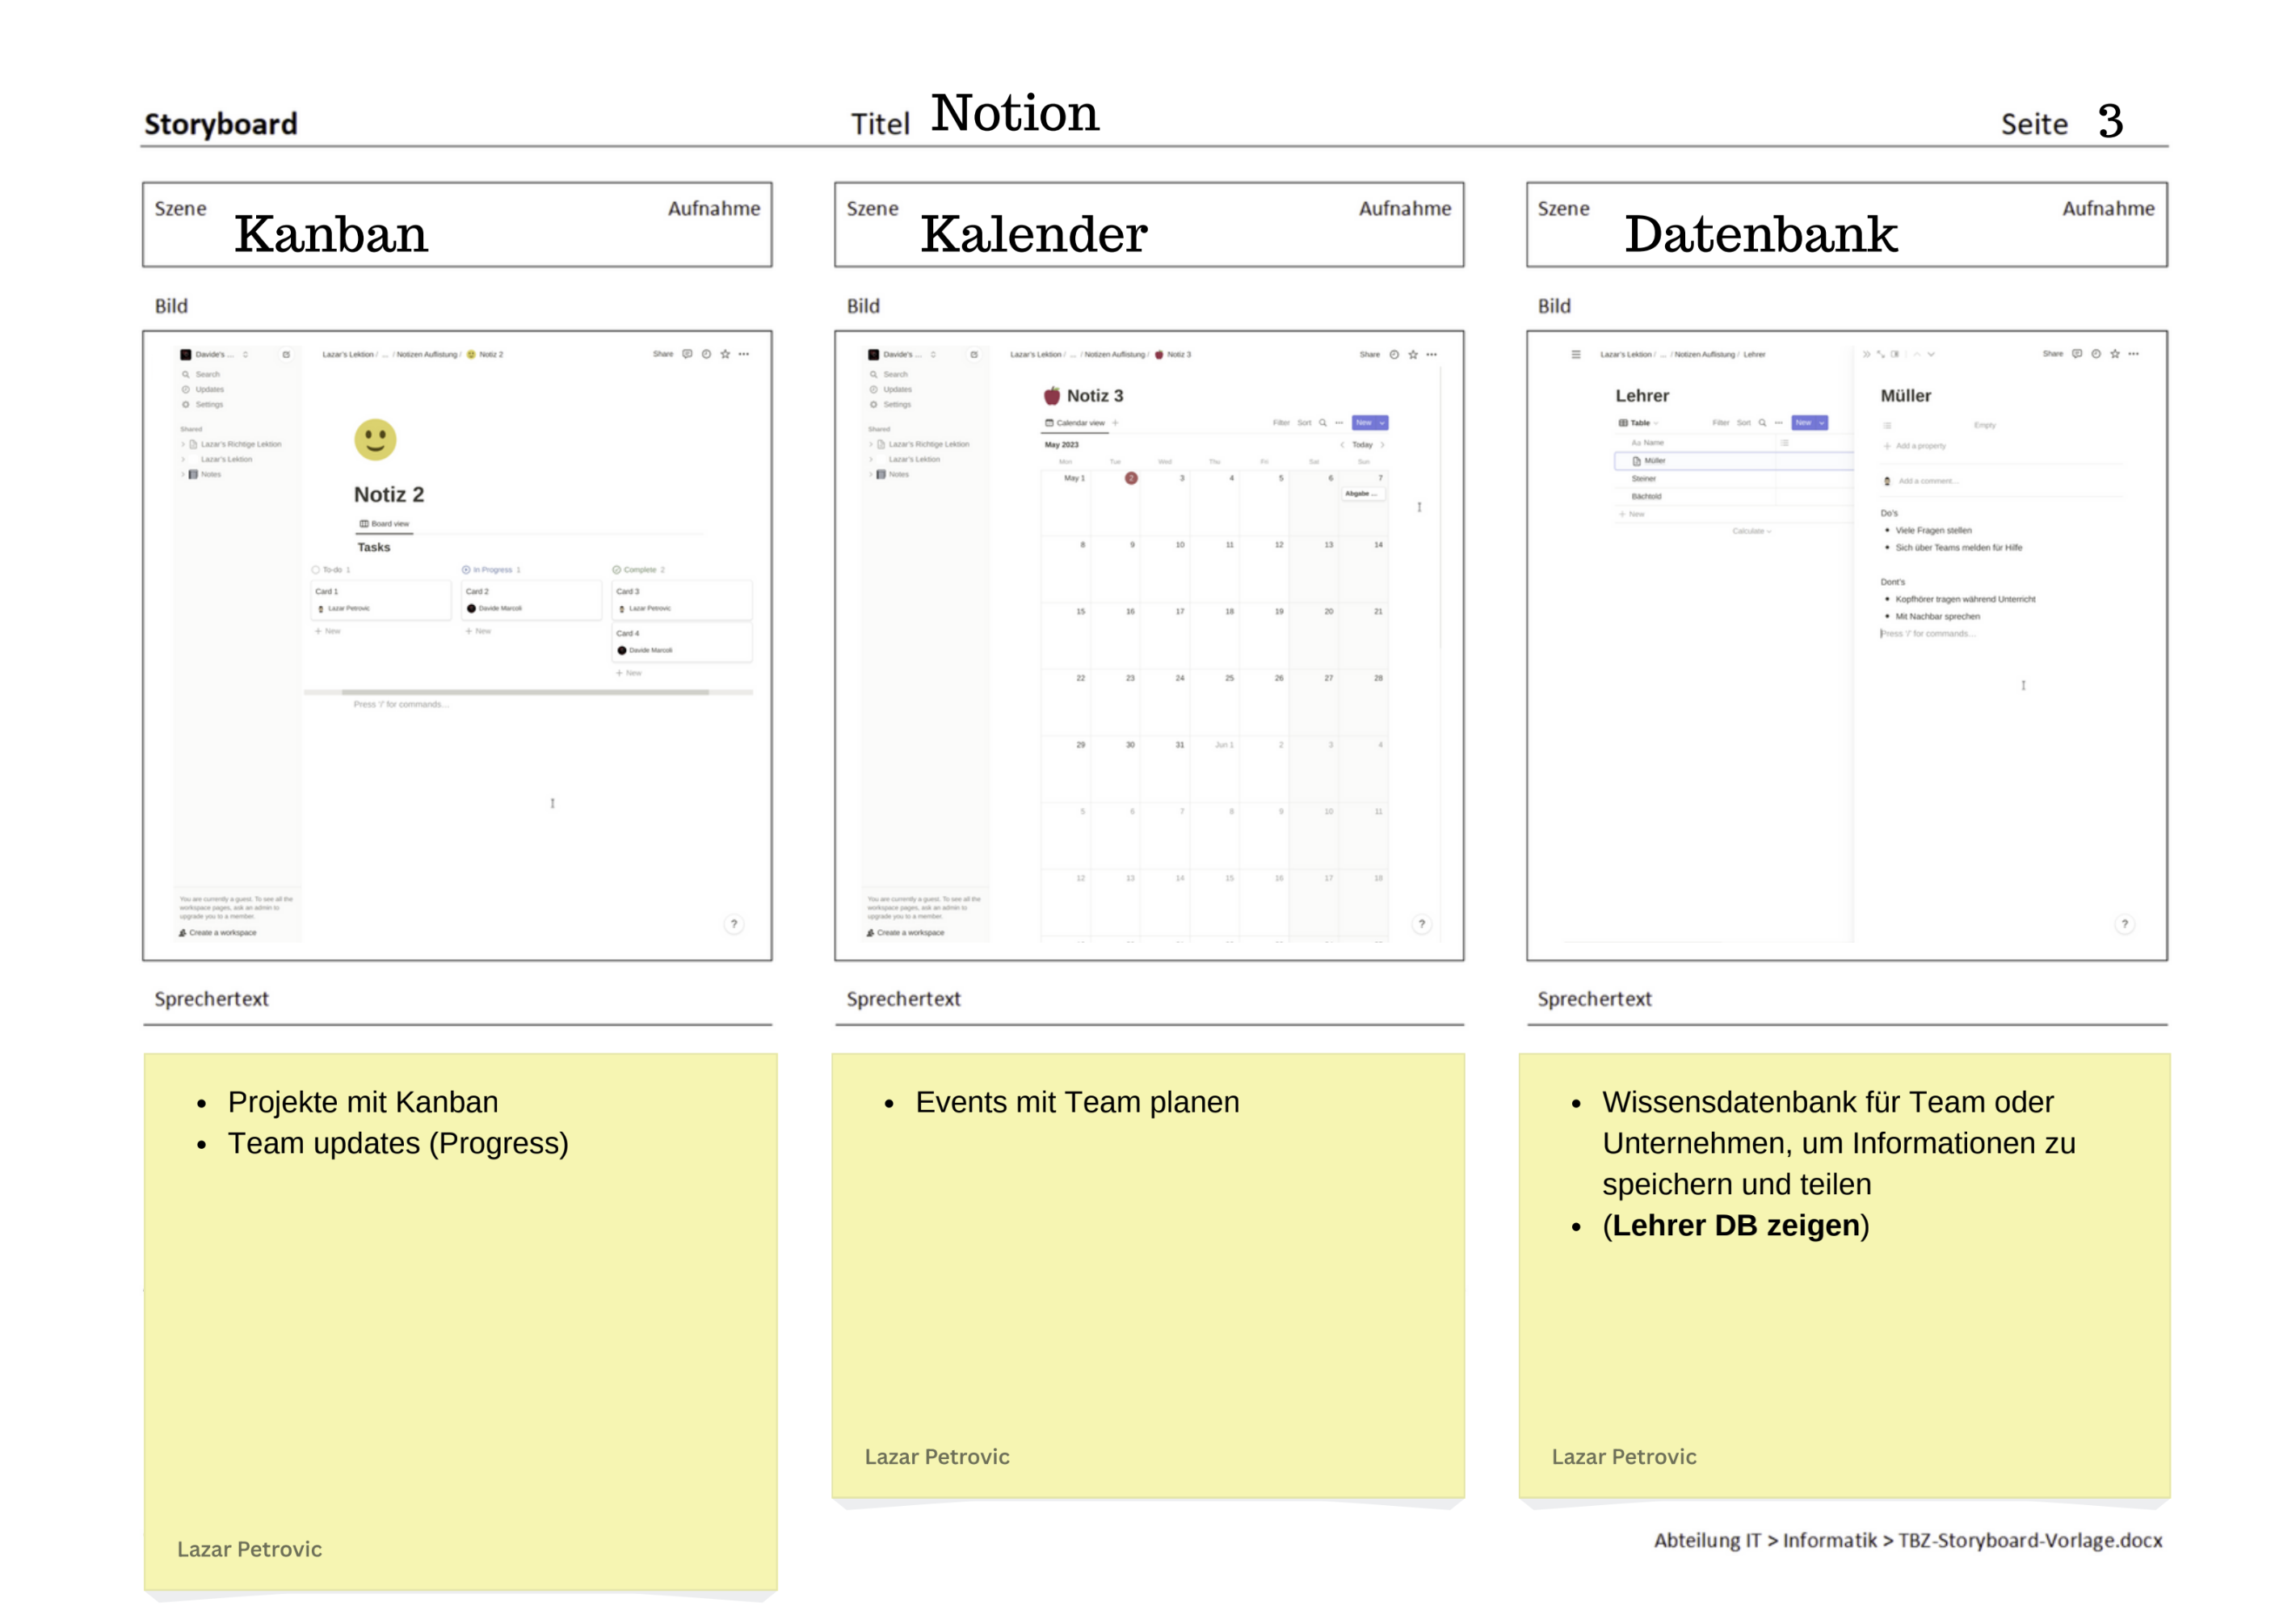 Storyboard
Titel Notion
Seite 3
Szene Kanban Aufnahme
Bild
Davide's ...
Lazar's Lektion / ... / Notizen Auflistung / Notiz 2
Share
Search
Updates
Settings
Shared
Lazar's Richtige Lektion
Lazar's Lektion
Notes
Notiz 2
Board view
Tasks
To-do 1
In Progress 1
Complete 2
Card 1
Lazar Petrovic
+ New
Card 2
Davide Marcoli
+ New
Card 3
Lazar Petrovic
Card 4
Davide Marcoli
+ New
Press '/' for commands...
You are currently a guest. To see all the
workspace pages, ask an admin to
upgrade you to a member.
Create a workspace
?
Sprechertext
• Projekte mit Kanban
• Team updates (Progress)
Lazar Petrovic
Szene Kalender Aufnahme
Bild
Davide's ...
Lazar's Lektion / ... / Notizen Auflistung / Notiz 3
Share
Search
Updates
Settings
Shared
Lazar's Richtige Lektion
Lazar's Lektion
Notes
Notiz 3
Calendar view +
Filter Sort ... New
May 2023
< Today >
Mon Tue Wed Thu Fri Sat Sun
May 1 2 3 4 5 6 7
Abgabe ...
8 9 10 11 12 13 14
15 16 17 18 19 20 21
22 23 24 25 26 27 28
29 30 31 Jun 1 2 3 4
5 6 7 8 9 10 11
12 13 14 15 16 17 18
You are currently a guest. To see all the
workspace pages, ask an admin to
upgrade you to a member.
Create a workspace
?
Sprechertext
• Events mit Team planen
Lazar Petrovic
Szene Datenbank Aufnahme
Bild
Lazar's Lektion / ... / Notizen Auflistung / Lehrer
Share
Lehrer
Table
Filter Sort ... New
Aa Name
Müller
Steiner
Bächtold
+ New
Calculate
Müller
Empty
+ Add a property
Add a comment...
Do's
• Viele Fragen stellen
• Sich über Teams melden für Hilfe
Dont's
• Kopfhörer tragen während Unterricht
• Mit Nachbar sprechen
Press '/' for commands...
?
Sprechertext
• Wissensdatenbank für Team oder
Unternehmen, um Informationen zu
speichern und teilen
• (Lehrer DB zeigen)
Lazar Petrovic
Abteilung IT > Informatik > TBZ-Storyboard-Vorlage.docx